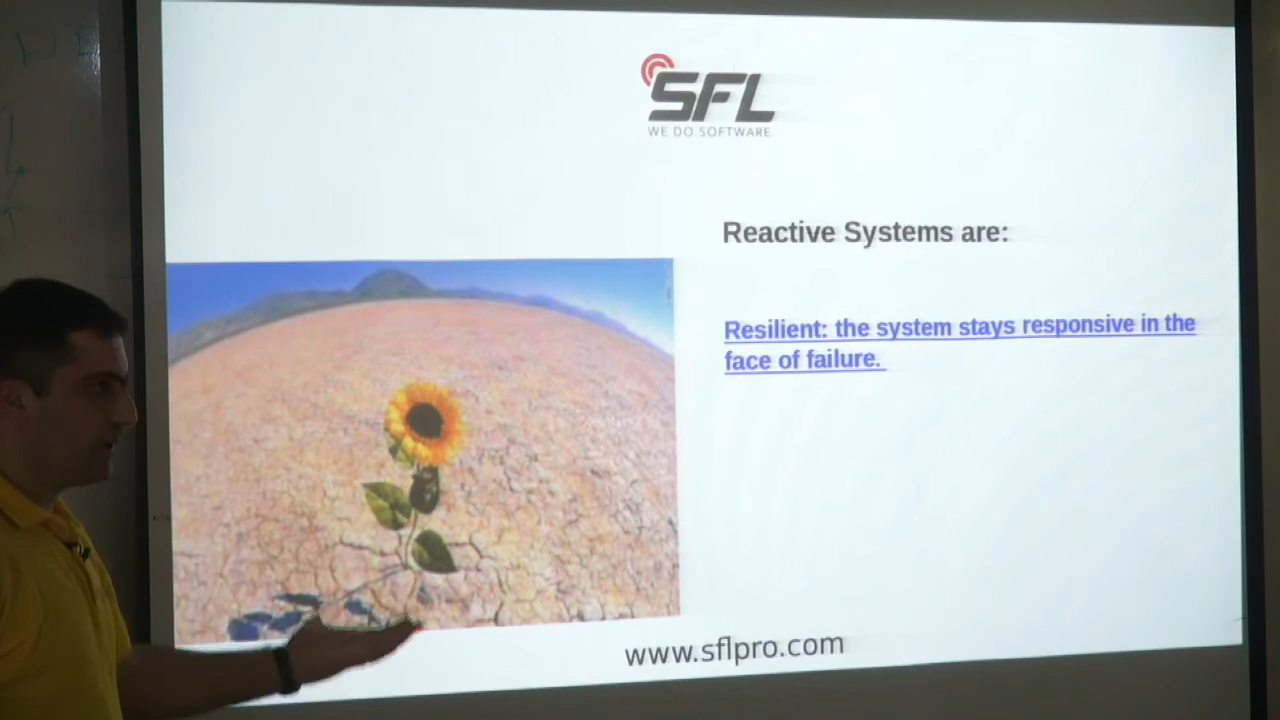 SFL
WE DO SOFTWARE
Reactive Systems are:
Resilient: the system stays responsive in the
face of failure.
www.sflpro.com